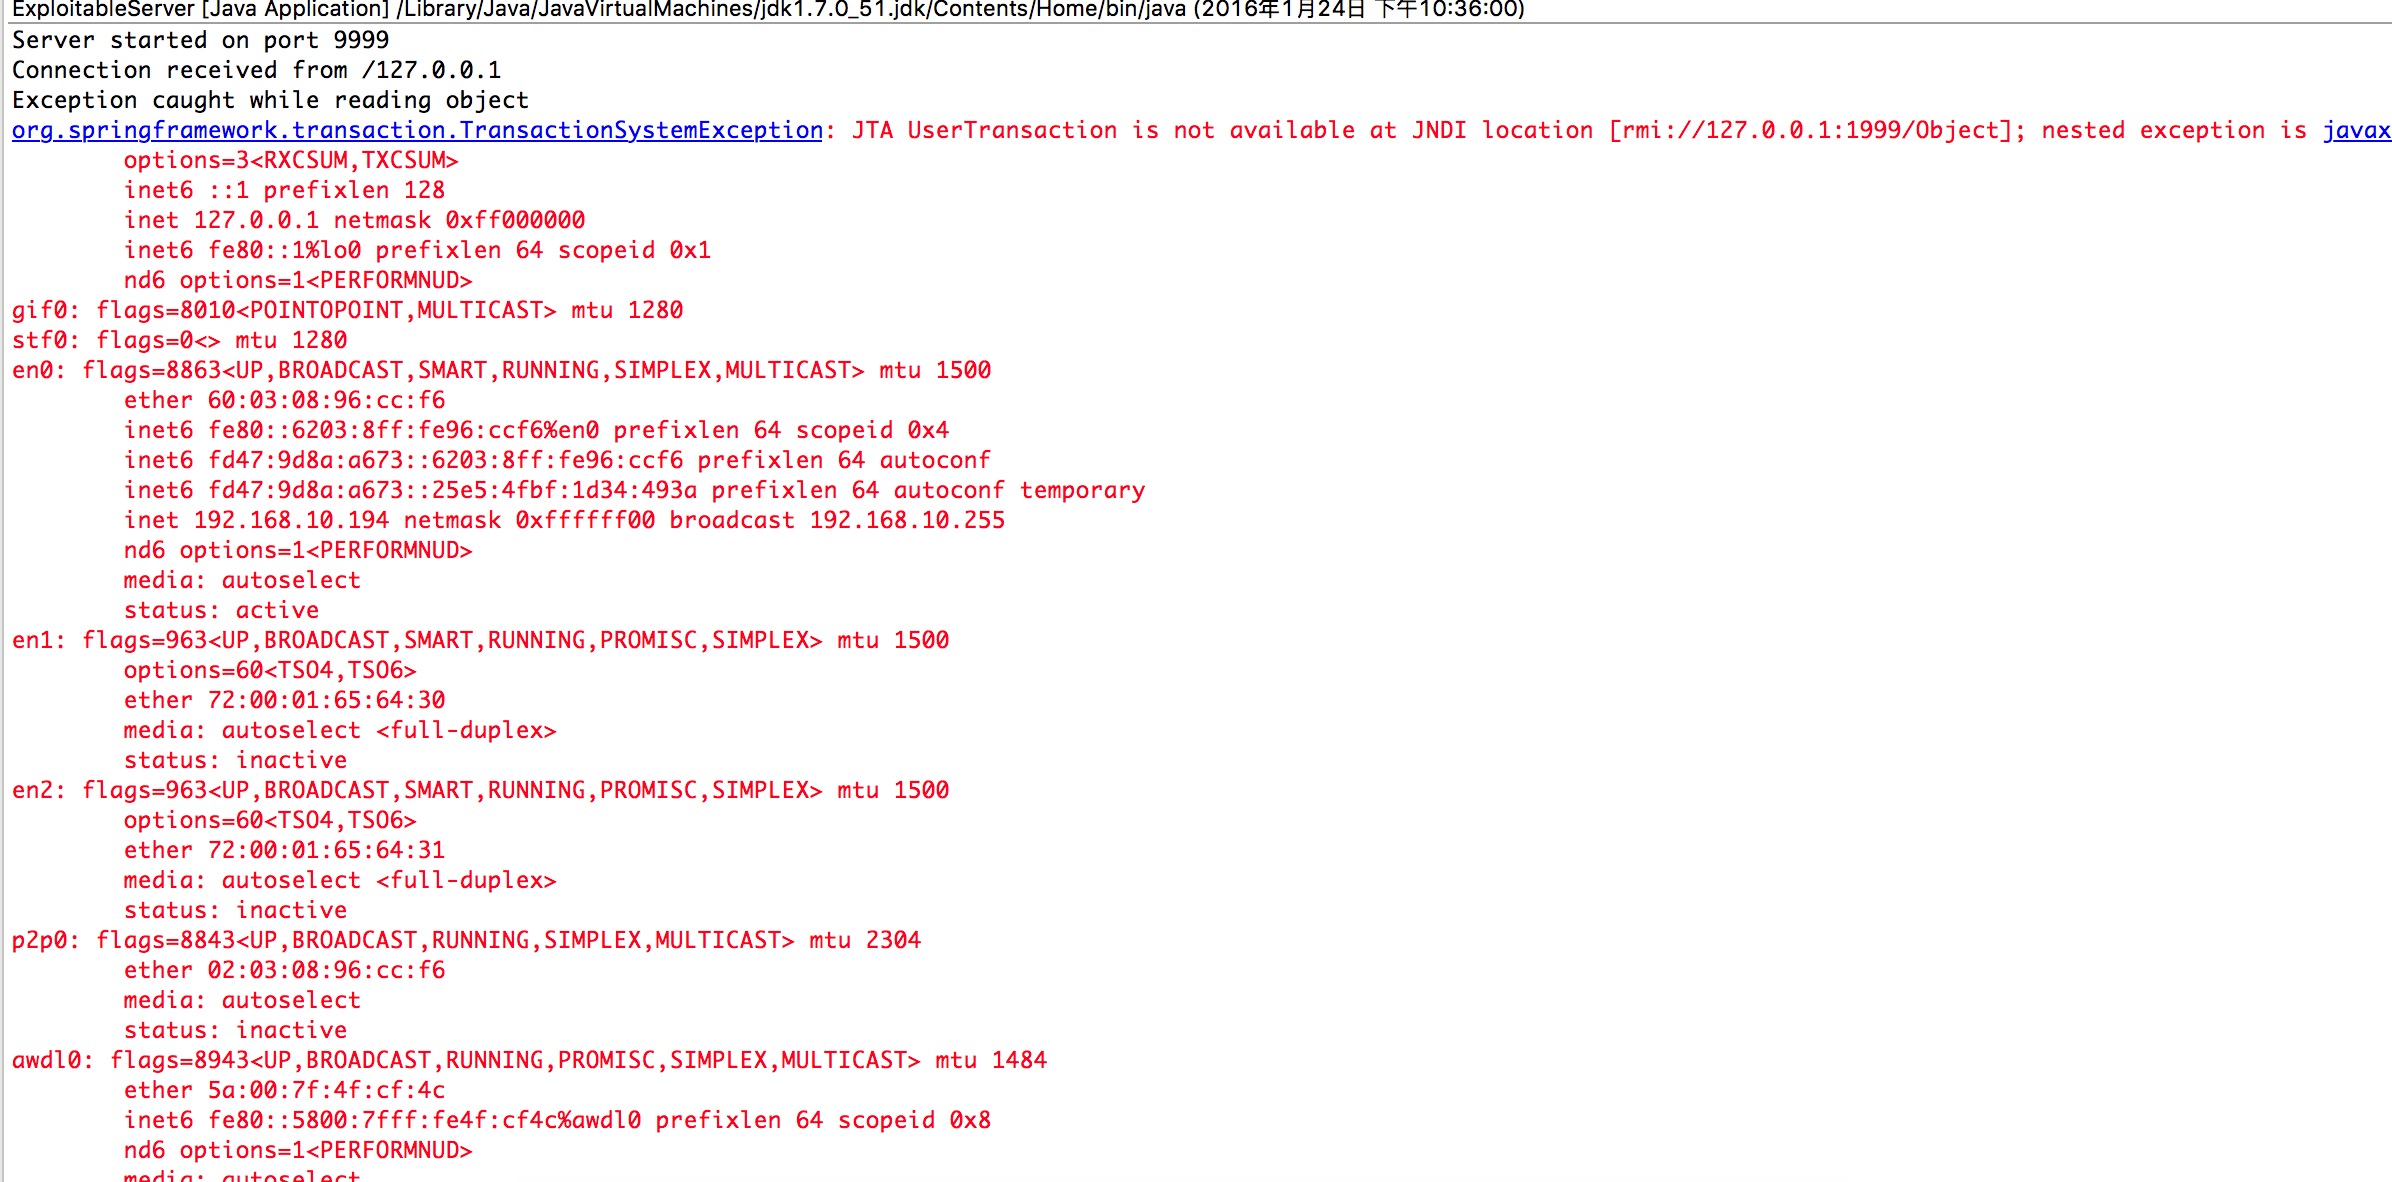 ExploitableServer [Java Application] /Library/Java/JavaVirtualMachines/jdk1.7.0_51.jdk/Contents/Home/bin/java (2016年1月24日 下午10:36:00)
Server started on port 9999
Connection received from /127.0.0.1
Exception caught while reading object
org.springframework.transaction.TransactionSystemException: JTA UserTransaction is not available at JNDI location [rmi://127.0.0.1:1999/Object]; nested exception is javax
options=3<RXCSUM,TXCSUM>
inet6 ::1 prefixlen 128
inet 127.0.0.1 netmask 0xff000000
inet6 fe80::1%lo0 prefixlen 64 scopeid 0x1
nd6 options=1<PERFORMNUD>
gif0: flags=8010<POINTOPOINT,MULTICAST> mtu 1280
stf0: flags=0<> mtu 1280
en0: flags=8863<UP,BROADCAST,SMART,RUNNING,SIMPLEX,MULTICAST> mtu 1500
ether 60:03:08:96:cc:f6
inet6 fe80::6203:8ff:fe96:ccf6%en0 prefixlen 64 scopeid 0x4
inet6 fd47:9d8a:a673::6203:8ff:fe96:ccf6 prefixlen 64 autoconf
inet6 fd47:9d8a:a673::25e5:4fbf:1d34:493a prefixlen 64 autoconf temporary
inet 192.168.10.194 netmask 0xffffff00 broadcast 192.168.10.255
nd6 options=1<PERFORMNUD>
media: autoselect
status: active
en1: flags=963<UP,BROADCAST,SMART,RUNNING,PROMISC,SIMPLEX> mtu 1500
options=60<TSO4,TSO6>
ether 72:00:01:65:64:30
media: autoselect <full-duplex>
status: inactive
en2: flags=963<UP,BROADCAST,SMART,RUNNING,PROMISC,SIMPLEX> mtu 1500
options=60<TSO4,TSO6>
ether 72:00:01:65:64:31
media: autoselect <full-duplex>
status: inactive
p2p0: flags=8843<UP,BROADCAST,RUNNING,SIMPLEX,MULTICAST> mtu 2304
ether 02:03:08:96:cc:f6
media: autoselect
status: inactive
awdl0: flags=8943<UP,BROADCAST,RUNNING,PROMISC,SIMPLEX,MULTICAST> mtu 1484
ether 5a:00:7f:4f:cf:4c
inet6 fe80::5800:7fff:fe4f:cf4c%awdl0 prefixlen 64 scopeid 0x8
nd6 options=1<PERFORMNUD>
media: autoselect